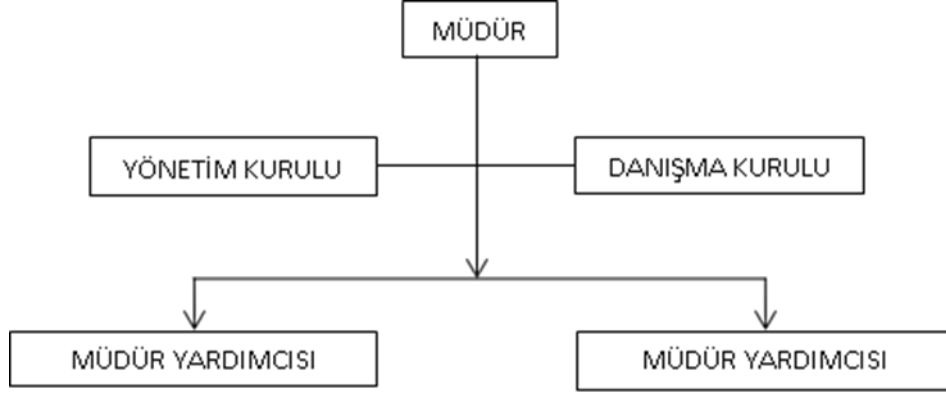 MÜDÜR
YÖNETİM KURULU
DANIŞMA KURULU
MÜDÜR YARDIMCISI
MÜDÜR YARDIMCISI